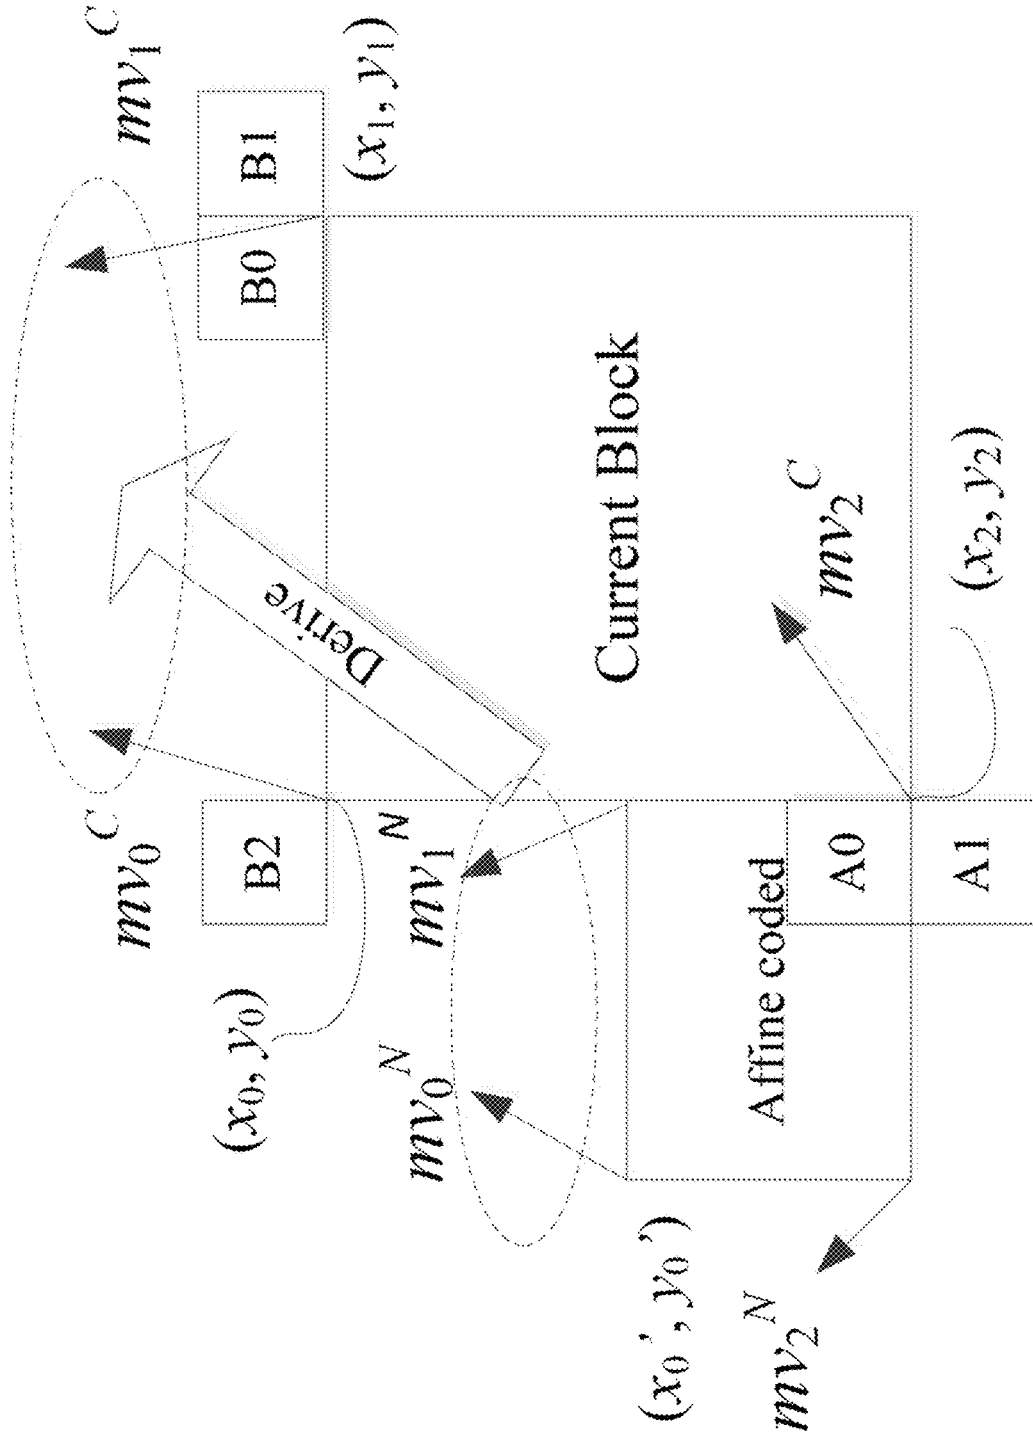 mv₀ᶜ
mv₁ᶜ
B2
B0
B1
(x₀, y₀)
(x₁, y₁)
Derive
mv₀ᴺ
mv₁ᴺ
Current Block
(x₀', y₀')
Affine coded
mv₂ᴺ
mv₂ᶜ
A0
A1
(x₂, y₂)